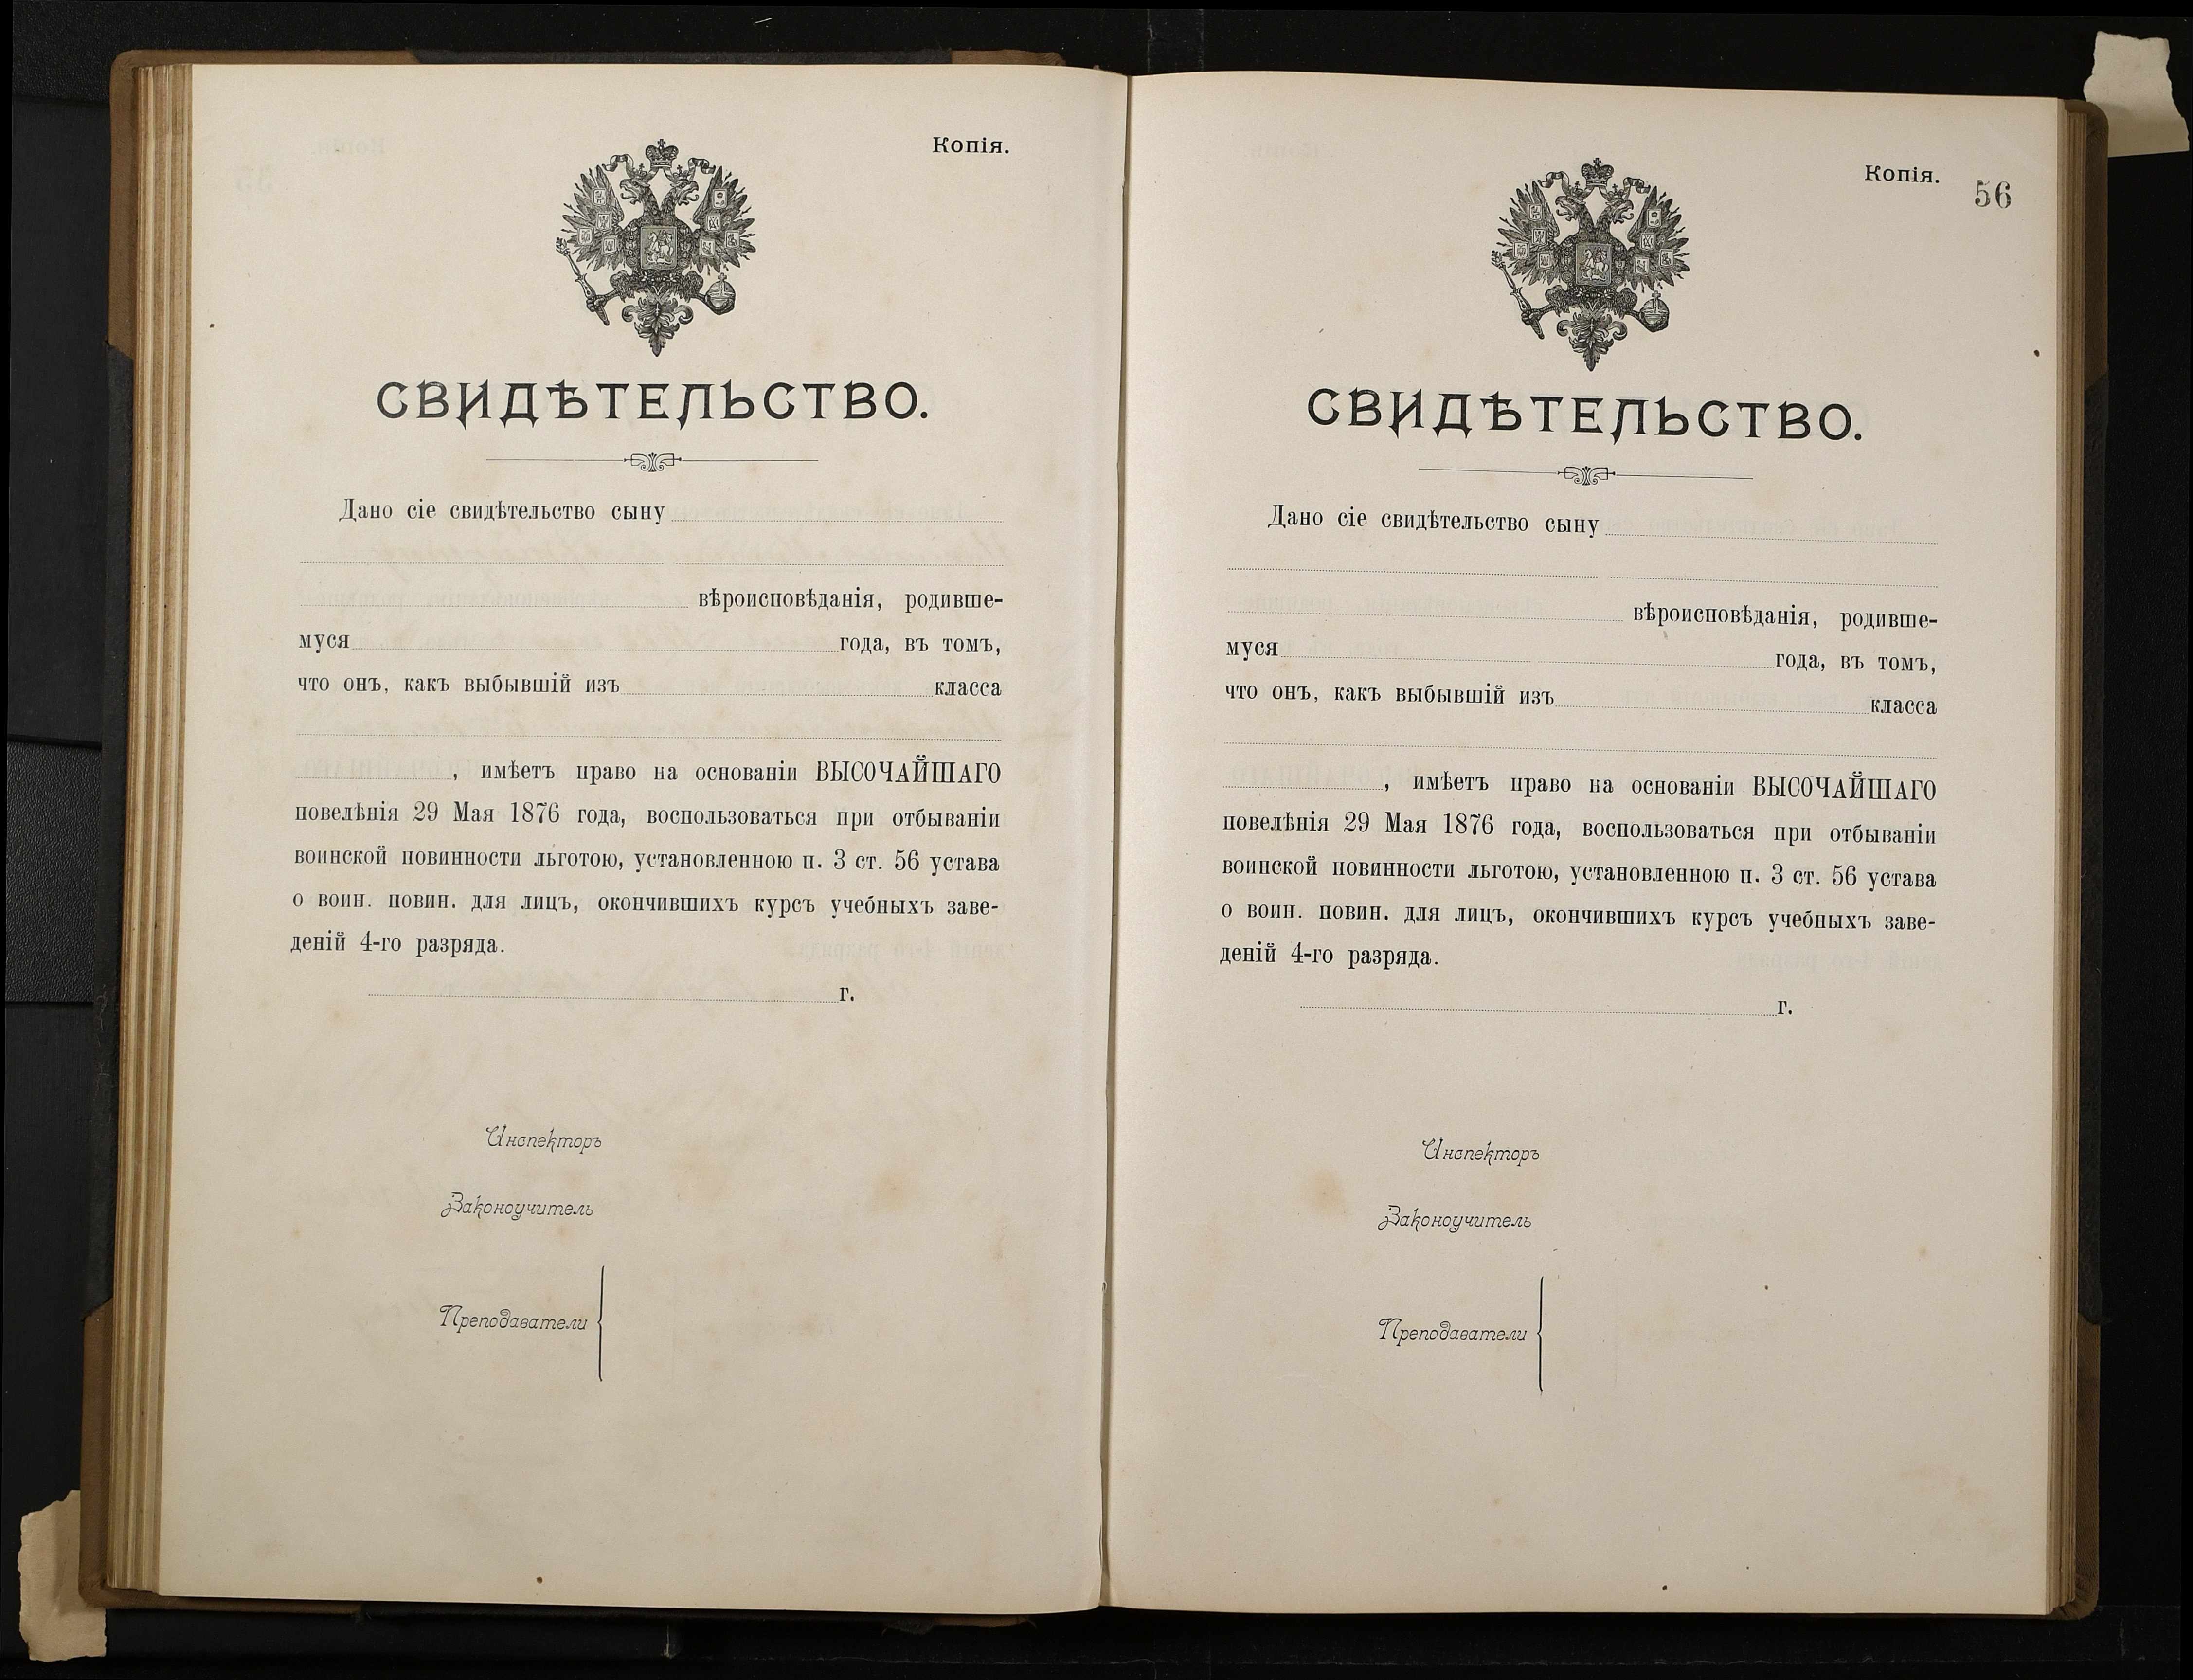 Копія.
СВИДѢТЕЛЬСТВО.
Дано сіе свидѣтельство сыну
вѣроисповѣданія, родивше-
муся года, въ томъ,
что онъ, какъ выбывшій изъ класса
, имѣетъ право на основаніи ВЫСОЧАЙШАГО
повелѣнія 29 Мая 1876 года, воспользоваться при отбываніи
воинской повинности льготою, установленною п. 3 ст. 56 устава
о воин. повин. для лицъ, окончившихъ курсъ учебныхъ заве-
деній 4-го разряда.
г.
Инспекторъ
Законоучитель
Преподаватели
Копія.
56
СВИДѢТЕЛЬСТВО.
Дано сіе свидѣтельство сыну
вѣроисповѣданія, родивше-
муся года, въ томъ,
что онъ, какъ выбывшій изъ класса
, имѣетъ право на основаніи ВЫСОЧАЙШАГО
повелѣнія 29 Мая 1876 года, воспользоваться при отбываніи
воинской повинности льготою, установленною п. 3 ст. 56 устава
о воин. повин. для лицъ, окончившихъ курсъ учебныхъ заве-
деній 4-го разряда.
г.
Инспекторъ
Законоучитель
Преподаватели